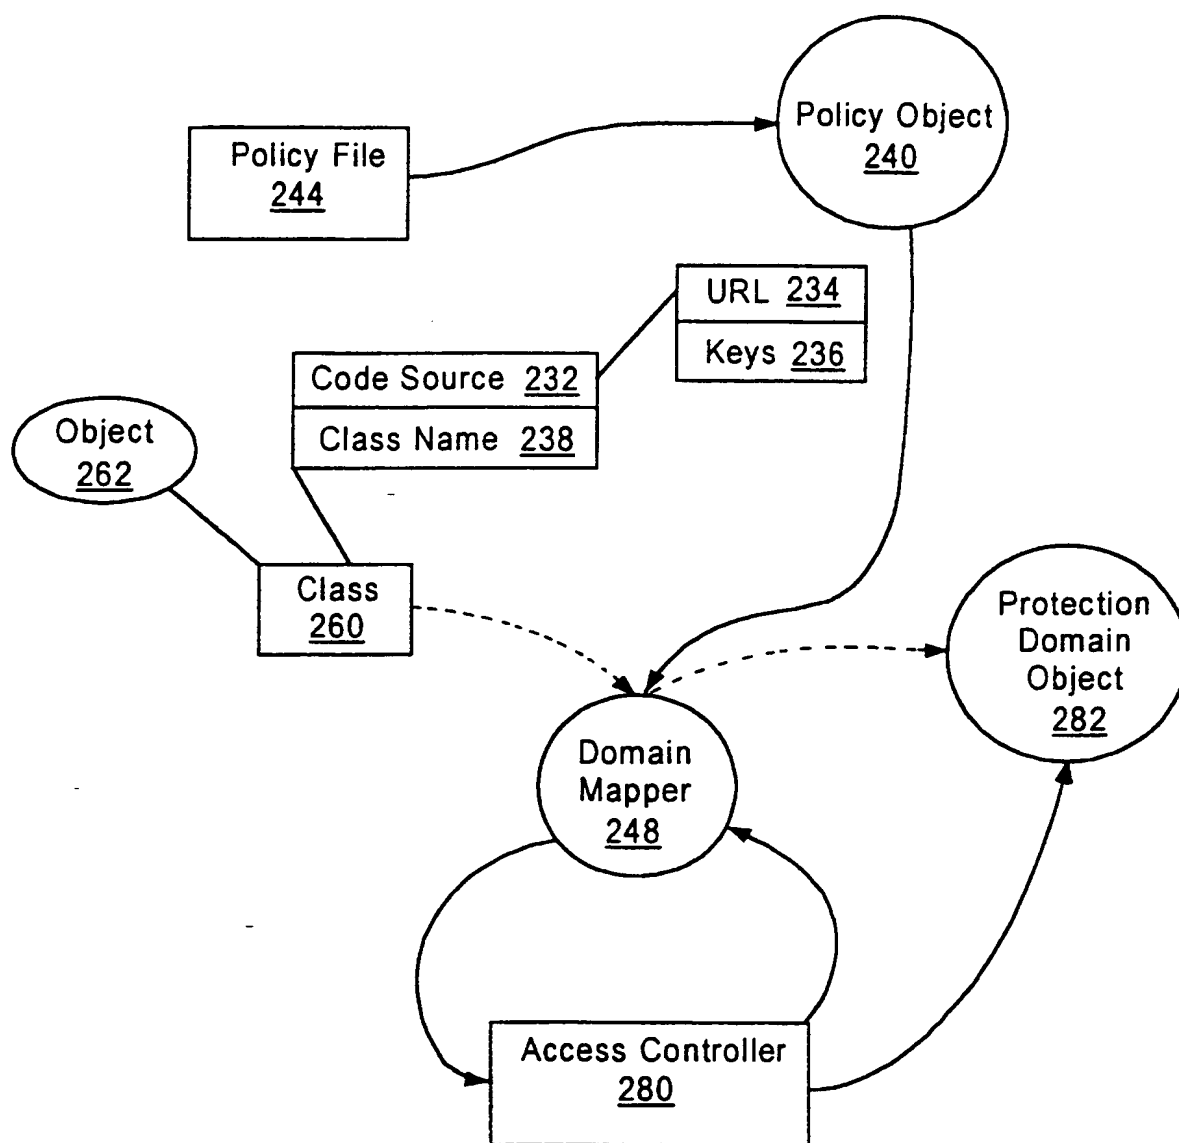 Policy Object
240
Policy File
244
URL 234
Keys 236
Code Source 232
Class Name 238
Object
262
Class
260
Protection
Domain
Object
282
Domain
Mapper
248
Access Controller
280